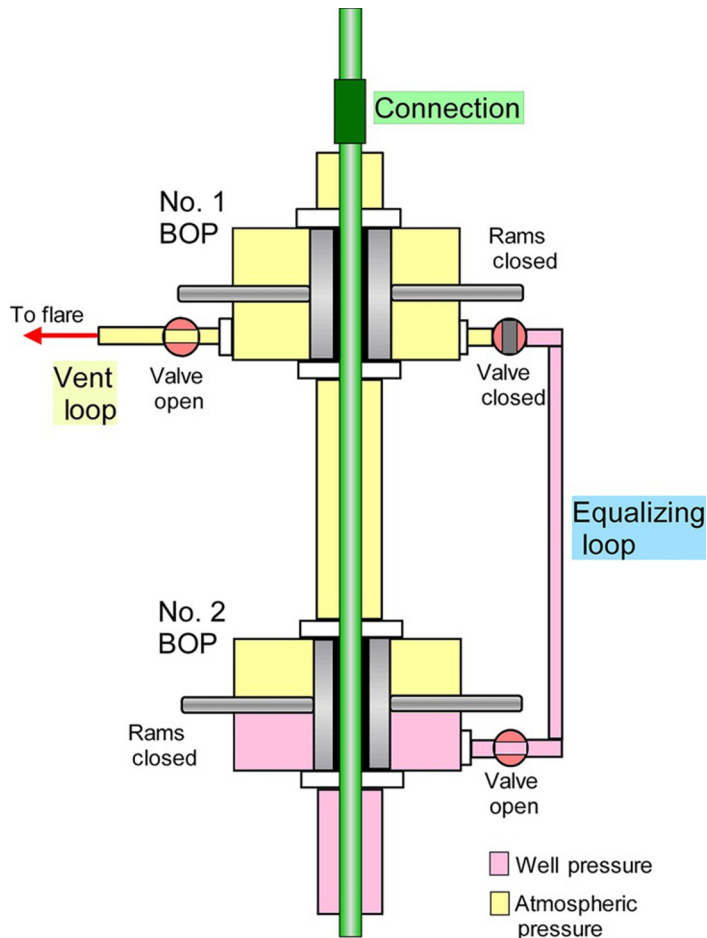 Connection
No. 1
BOP
Rams
closed
To flare
Vent
loop
Valve
open
Valve
closed
Equalizing
loop
No. 2
BOP
Rams
closed
Valve
open
Well pressure
Atmospheric
pressure